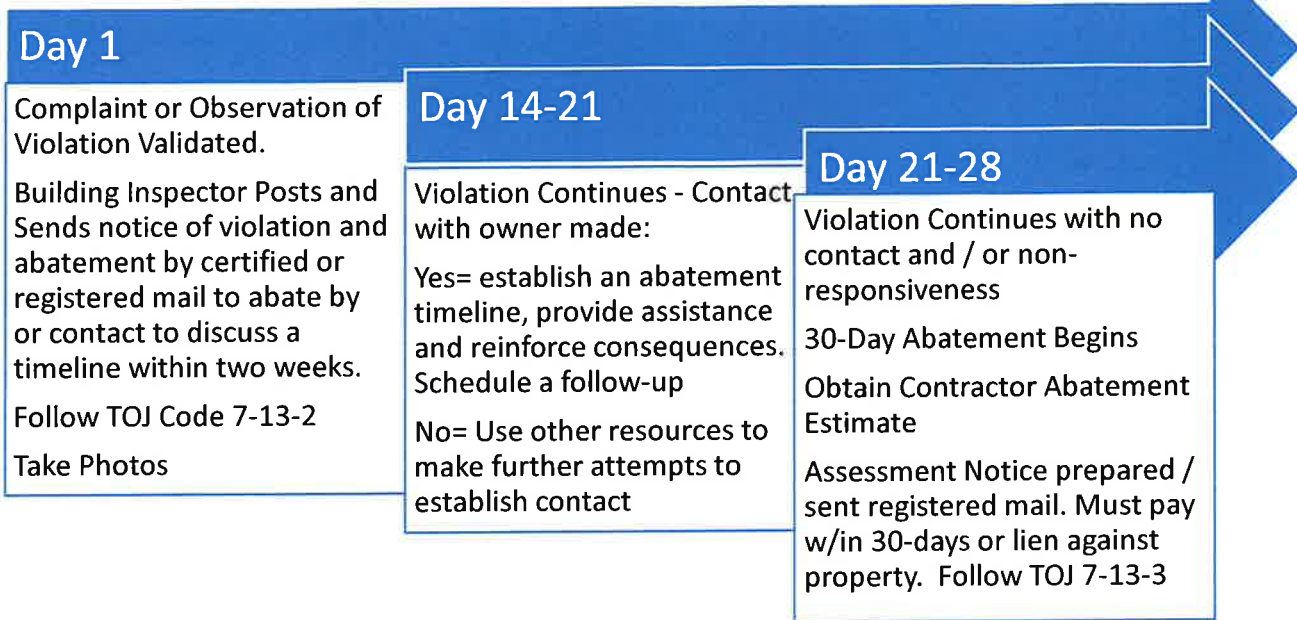 Day 1
Complaint or Observation of
Violation Validated.
Building Inspector Posts and
Sends notice of violation and
abatement by certified or
registered mail to abate by
or contact to discuss a
timeline within two weeks.
Follow TOJ Code 7-13-2
Take Photos
Day 14-21
Violation Continues - Contact
with owner made:
Yes= establish an abatement
timeline, provide assistance
and reinforce consequences.
Schedule a follow-up
No= Use other resources to
make further attempts to
establish contact
Day 21-28
Violation Continues with no
contact and / or non-
responsiveness
30-Day Abatement Begins
Obtain Contractor Abatement
Estimate
Assessment Notice prepared /
sent registered mail. Must pay
w/in 30-days or lien against
property.  Follow TOJ 7-13-3